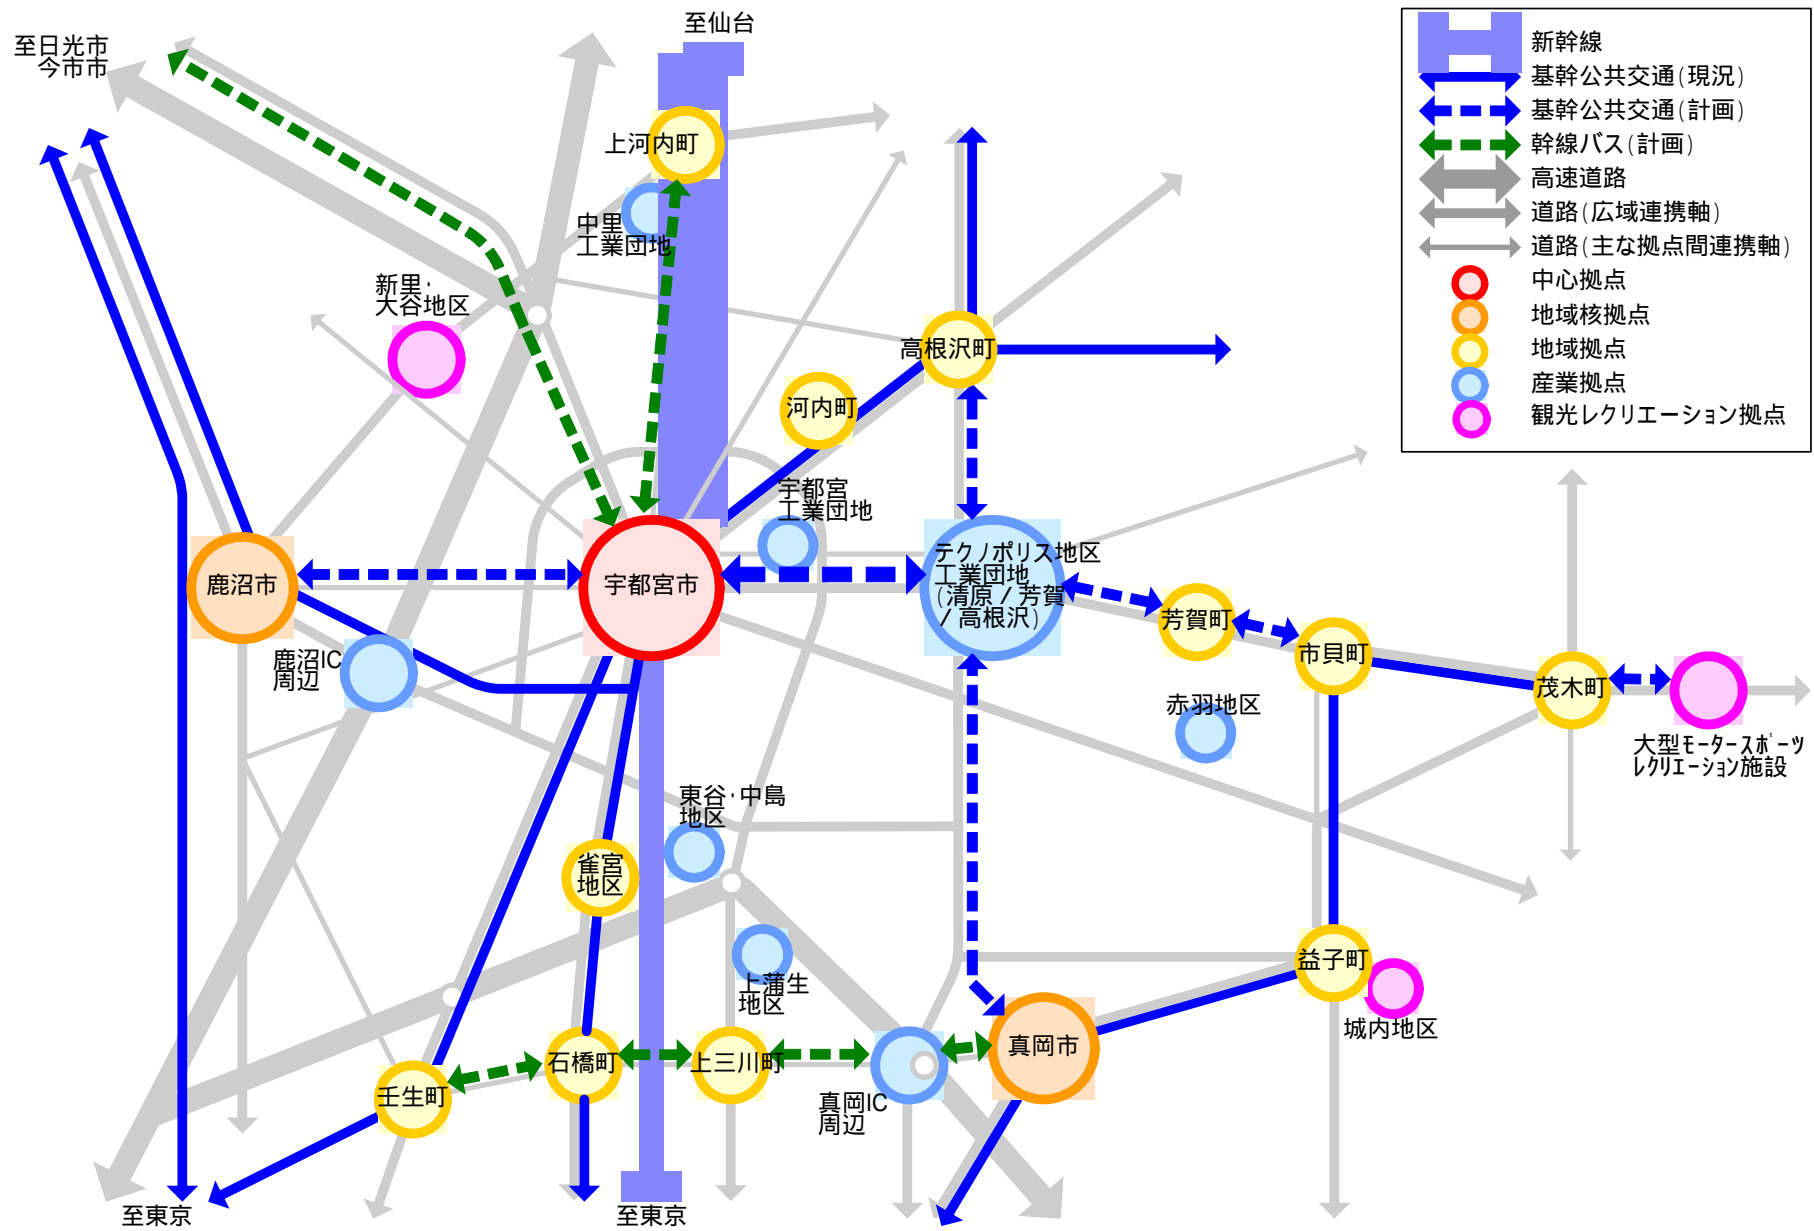 至仙台
至日光市
今市市
上河内町
中里
工業団地
新里・
大谷地区
高根沢町
河内町
宇都宮
工業団地
鹿沼市
宇都宮市
テクノポリス地区
工業団地
(清原/芳賀
/高根沢)
芳賀町
市貝町
茂木町
鹿沼IC
周辺
赤羽地区
大型モータースポーツ
レクリエーション施設
東谷・中島
地区
雀宮
地区
上蒲生
地区
益子町
城内地区
真岡市
石橋町
上三川町
壬生町
真岡IC
周辺
至東京
至東京
新幹線
基幹公共交通(現況)
基幹公共交通(計画)
幹線バス(計画)
高速道路
道路(広域連携軸)
道路(主な拠点間連携軸)
中心拠点
地域核拠点
地域拠点
産業拠点
観光レクリエーション拠点